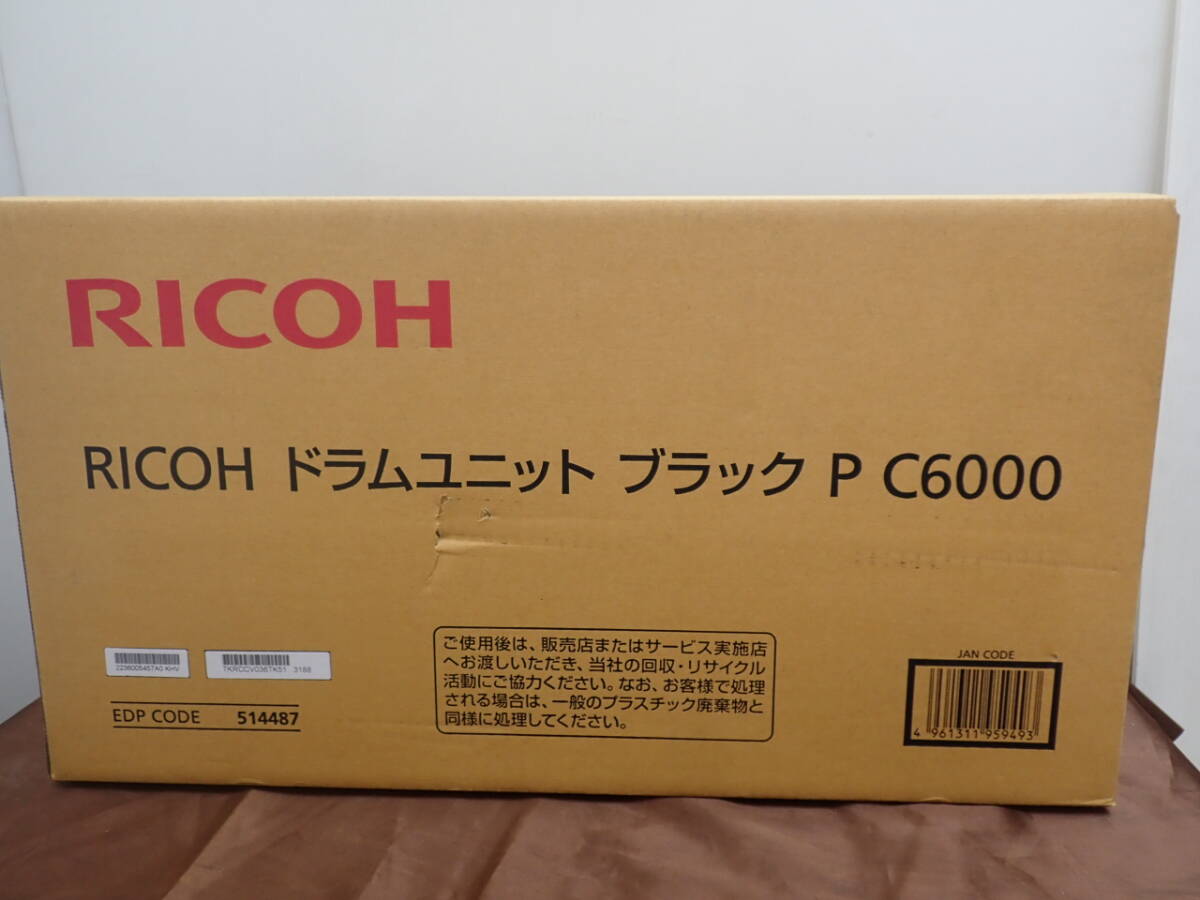 RICOH
RICOH ドラムユニット ブラック P C6000
2236005457A0 KHV
TKRCCV036TK51 3188
EDP CODE 514487
ご使用後は、販売店またはサービス実施店
へお渡しいただき、当社の回収・リサイクル
活動にご協力ください。なお、お客様で処理
される場合は、一般のプラスチック廃棄物と
同様に処理してください。
JAN CODE
4 961311 959493